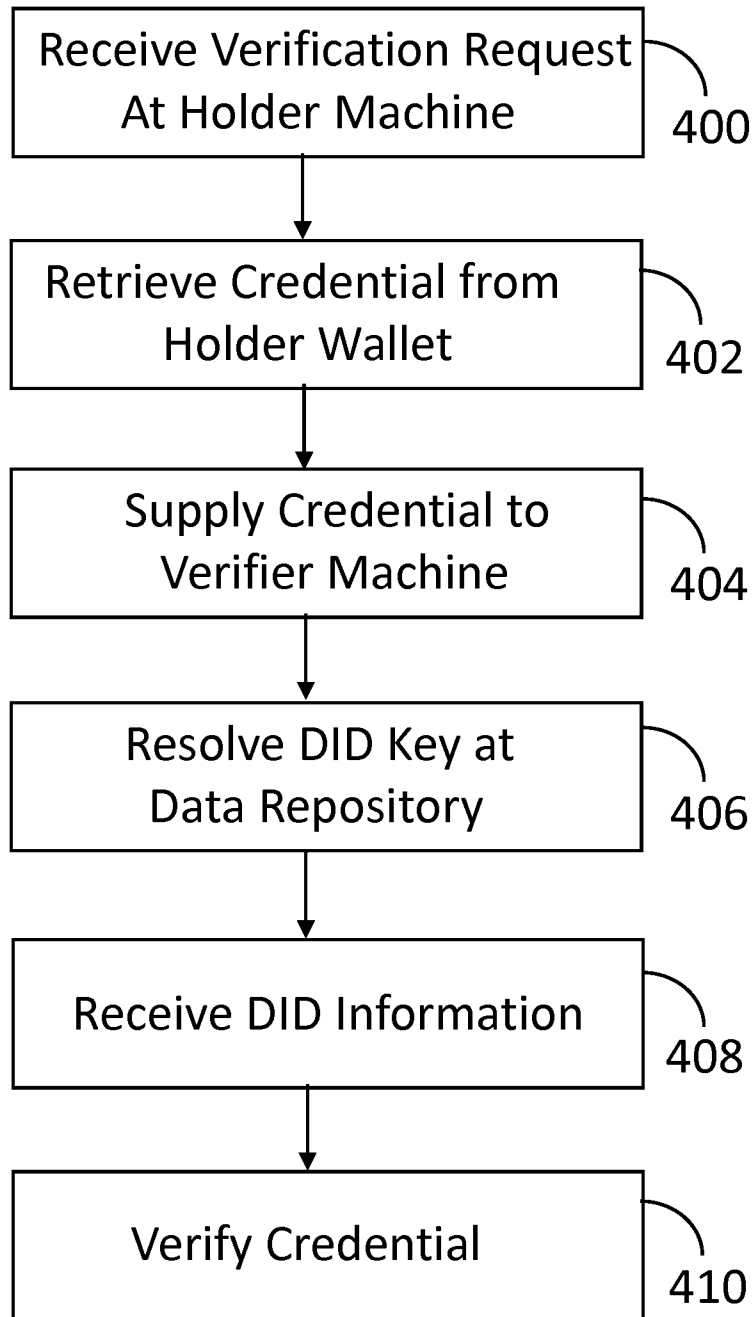 Receive Verification Request
At Holder Machine
400
Retrieve Credential from
Holder Wallet
402
Supply Credential to
Verifier Machine
404
Resolve DID Key at
Data Repository
406
Receive DID Information
408
Verify Credential
410